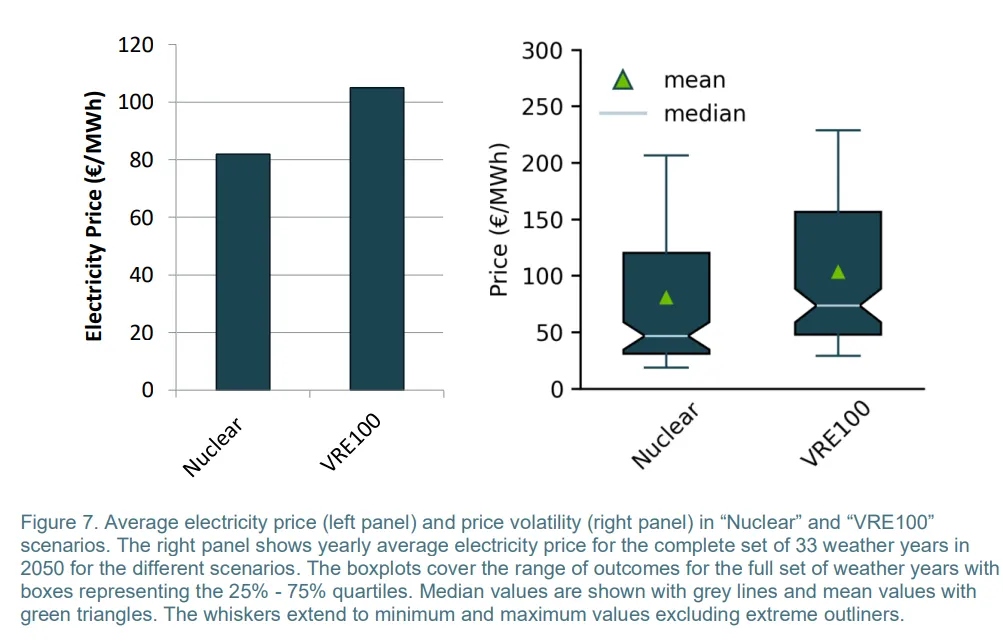 120
100
80
60
40
20
0
Electricity Price (€/MWh)
Nuclear
VRE100
300
250
200
150
100
50
0
Price (€/MWh)
mean
median
Nuclear
VRE100
Figure 7. Average electricity price (left panel) and price volatility (right panel) in “Nuclear” and “VRE100”
scenarios. The right panel shows yearly average electricity price for the complete set of 33 weather years in
2050 for the different scenarios. The boxplots cover the range of outcomes for the full set of weather years with
boxes representing the 25% - 75% quartiles. Median values are shown with grey lines and mean values with
green triangles. The whiskers extend to minimum and maximum values excluding extreme outliners.